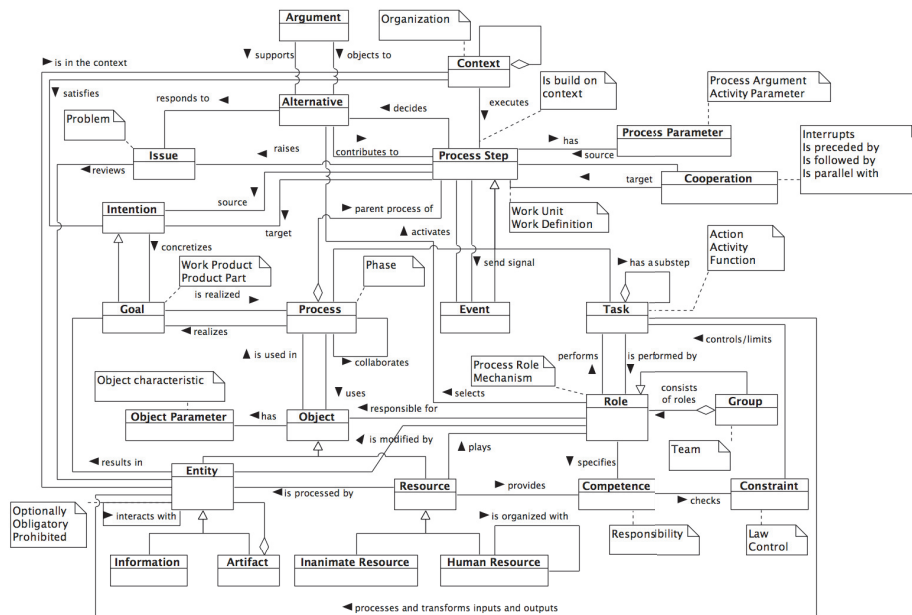 Argument
Organization
supports
objects to
is in the context
Context
Is build on
context
Process Argument
Activity Parameter
satisfies
responds to
Alternative
decides
executes
Problem
has
Process Parameter
Interrupts
Is preceded by
Is followed by
Is parallel with
Issue
raises
contributes to
Process Step
source
reviews
target
Cooperation
source
Intention
parent process of
Work Unit
Work Definition
Action
Activity
Function
target
activates
concretizes
Work Product
Product Part
Phase
send signal
has a substep
is realized
Goal
Process
Event
Task
realizes
controls/limits
is used in
collaborates
performs
is performed by
Process Role
Mechanism
Object characteristic
consists
of roles
uses
selects
Role
Group
Object Parameter
has
Object
responsible for
is modified by
plays
Team
results in
specifies
Entity
is processed by
Resource
provides
Competence
checks
Constraint
Optionally
Obligatory
Prohibited
interacts with
is organized with
Responsibility
Law
Control
Information
Artifact
Inanimate Resource
Human Resource
processes and transforms inputs and outputs